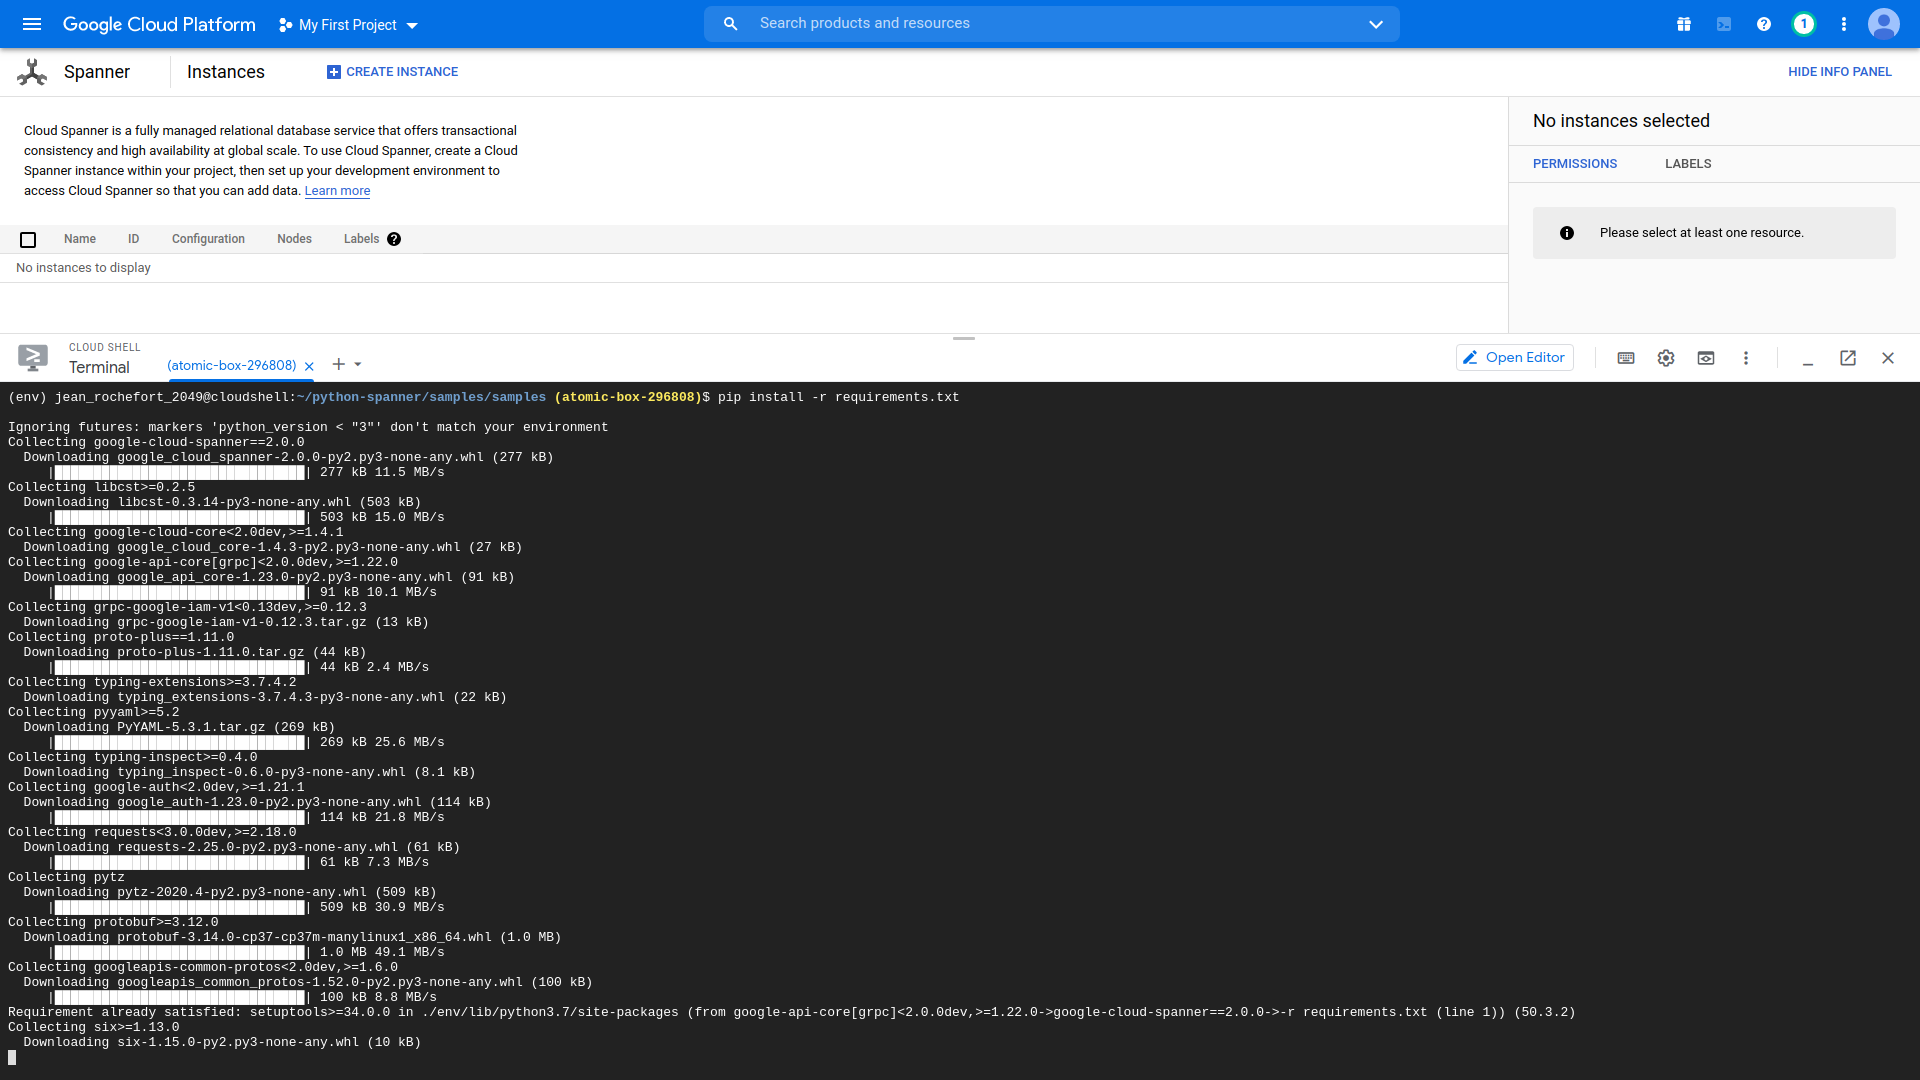 Google Cloud Platform
My First Project
Search products and resources
1
Spanner
Instances
CREATE INSTANCE
HIDE INFO PANEL
Cloud Spanner is a fully managed relational database service that offers transactional
consistency and high availability at global scale. To use Cloud Spanner, create a Cloud
Spanner instance within your project, then set up your development environment to
access Cloud Spanner so that you can add data. Learn more
Name ID Configuration Nodes Labels
No instances to display
No instances selected
PERMISSIONS LABELS
Please select at least one resource.
CLOUD SHELL
Terminal
(atomic-box-296808)
Open Editor
(env) jean_rochefort_2049@cloudshell:~/python-spanner/samples/samples (atomic-box-296808)$ pip install -r requirements.txt
Ignoring futures: markers 'python_version < "3"' don't match your environment
Collecting google-cloud-spanner==2.0.0
Downloading google_cloud_spanner-2.0.0-py2.py3-none-any.whl (277 kB)
|████████████████████████████████| 277 kB 11.5 MB/s
Collecting libcst>=0.2.5
Downloading libcst-0.3.14-py3-none-any.whl (503 kB)
|████████████████████████████████| 503 kB 15.0 MB/s
Collecting google-cloud-core<2.0dev,>=1.4.1
Downloading google_cloud_core-1.4.3-py2.py3-none-any.whl (27 kB)
Collecting google-api-core[grpc]<2.0.0dev,>=1.22.0
Downloading google_api_core-1.23.0-py2.py3-none-any.whl (91 kB)
|████████████████████████████████| 91 kB 10.1 MB/s
Collecting grpc-google-iam-v1<0.13dev,>=0.12.3
Downloading grpc-google-iam-v1-0.12.3.tar.gz (13 kB)
Collecting proto-plus==1.11.0
Downloading proto-plus-1.11.0.tar.gz (44 kB)
|████████████████████████████████| 44 kB 2.4 MB/s
Collecting typing-extensions>=3.7.4.2
Downloading typing_extensions-3.7.4.3-py3-none-any.whl (22 kB)
Collecting pyyaml>=5.2
Downloading PyYAML-5.3.1.tar.gz (269 kB)
|████████████████████████████████| 269 kB 25.6 MB/s
Collecting typing-inspect>=0.4.0
Downloading typing_inspect-0.6.0-py3-none-any.whl (8.1 kB)
Collecting google-auth<2.0dev,>=1.21.1
Downloading google_auth-1.23.0-py2.py3-none-any.whl (114 kB)
|████████████████████████████████| 114 kB 21.8 MB/s
Collecting requests<3.0.0dev,>=2.18.0
Downloading requests-2.25.0-py2.py3-none-any.whl (61 kB)
|████████████████████████████████| 61 kB 7.3 MB/s
Collecting pytz
Downloading pytz-2020.4-py2.py3-none-any.whl (509 kB)
|████████████████████████████████| 509 kB 30.9 MB/s
Collecting protobuf>=3.12.0
Downloading protobuf-3.14.0-cp37-cp37m-manylinux1_x86_64.whl (1.0 MB)
|████████████████████████████████| 1.0 MB 49.1 MB/s
Collecting googleapis-common-protos<2.0dev,>=1.6.0
Downloading googleapis_common_protos-1.52.0-py2.py3-none-any.whl (100 kB)
|████████████████████████████████| 100 kB 8.8 MB/s
Requirement already satisfied: setuptools>=34.0.0 in ./env/lib/python3.7/site-packages (from google-api-core[grpc]<2.0.0dev,>=1.22.0->google-cloud-spanner==2.0.0->-r requirements.txt (line 1)) (50.3.2)
Collecting six>=1.13.0
Downloading six-1.15.0-py2.py3-none-any.whl (10 kB)